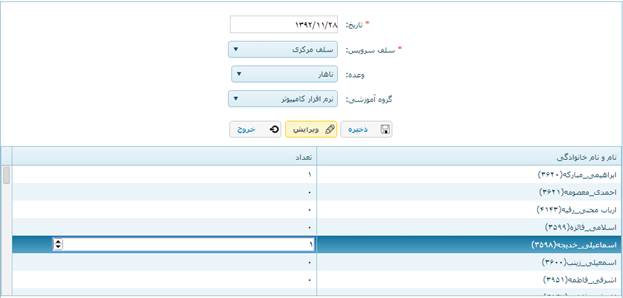 * تاریخ: ۱۳۹۲/۱۱/۲۸
* سلف سرویس: سلف مرکزی
وعده: ناهار
گروه آموزشی: نرم افزار کامپیوتر
ذخیره ویرایش خروج
نام و نام خانوادگی تعداد
ابراهیمی_مبارکه(۳۶۲۰) ۱
احمدی_معصومه(۳۶۲۱) ۰
ارباب محبی_رقیه(۴۱۴۳) ۰
اسلامی_فائزه(۳۵۹۹) ۰
اسماعیلی_خدیجه(۳۵۹۸) ۱
اسمعیلی_زینب(۳۶۰۰) ۰
اشرفی_فاطمه(۳۹۵۱) ۰